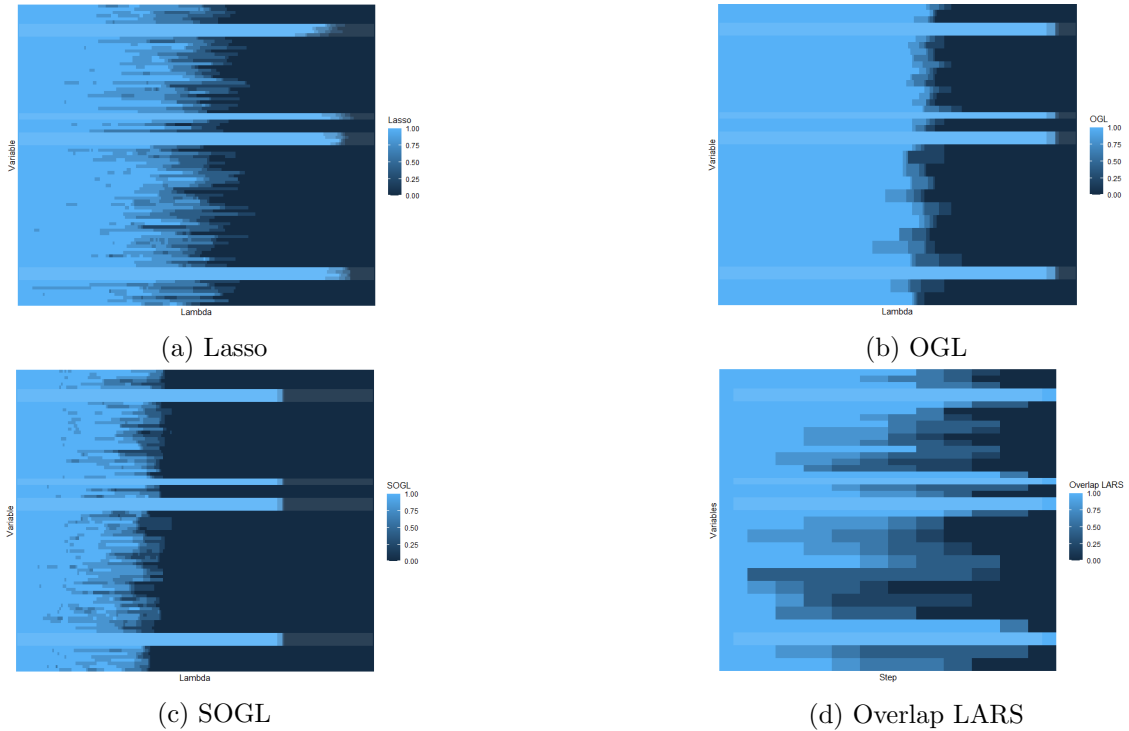 Variable
Lasso
1.00
0.75
0.50
0.25
0.00
Lambda
(a) Lasso
Variable
OGL
1.00
0.75
0.50
0.25
0.00
Lambda
(b) OGL
Variable
SOGL
1.00
0.75
0.50
0.25
0.00
Lambda
(c) SOGL
Variables
Overlap LARS
1.00
0.75
0.50
0.25
0.00
Step
(d) Overlap LARS